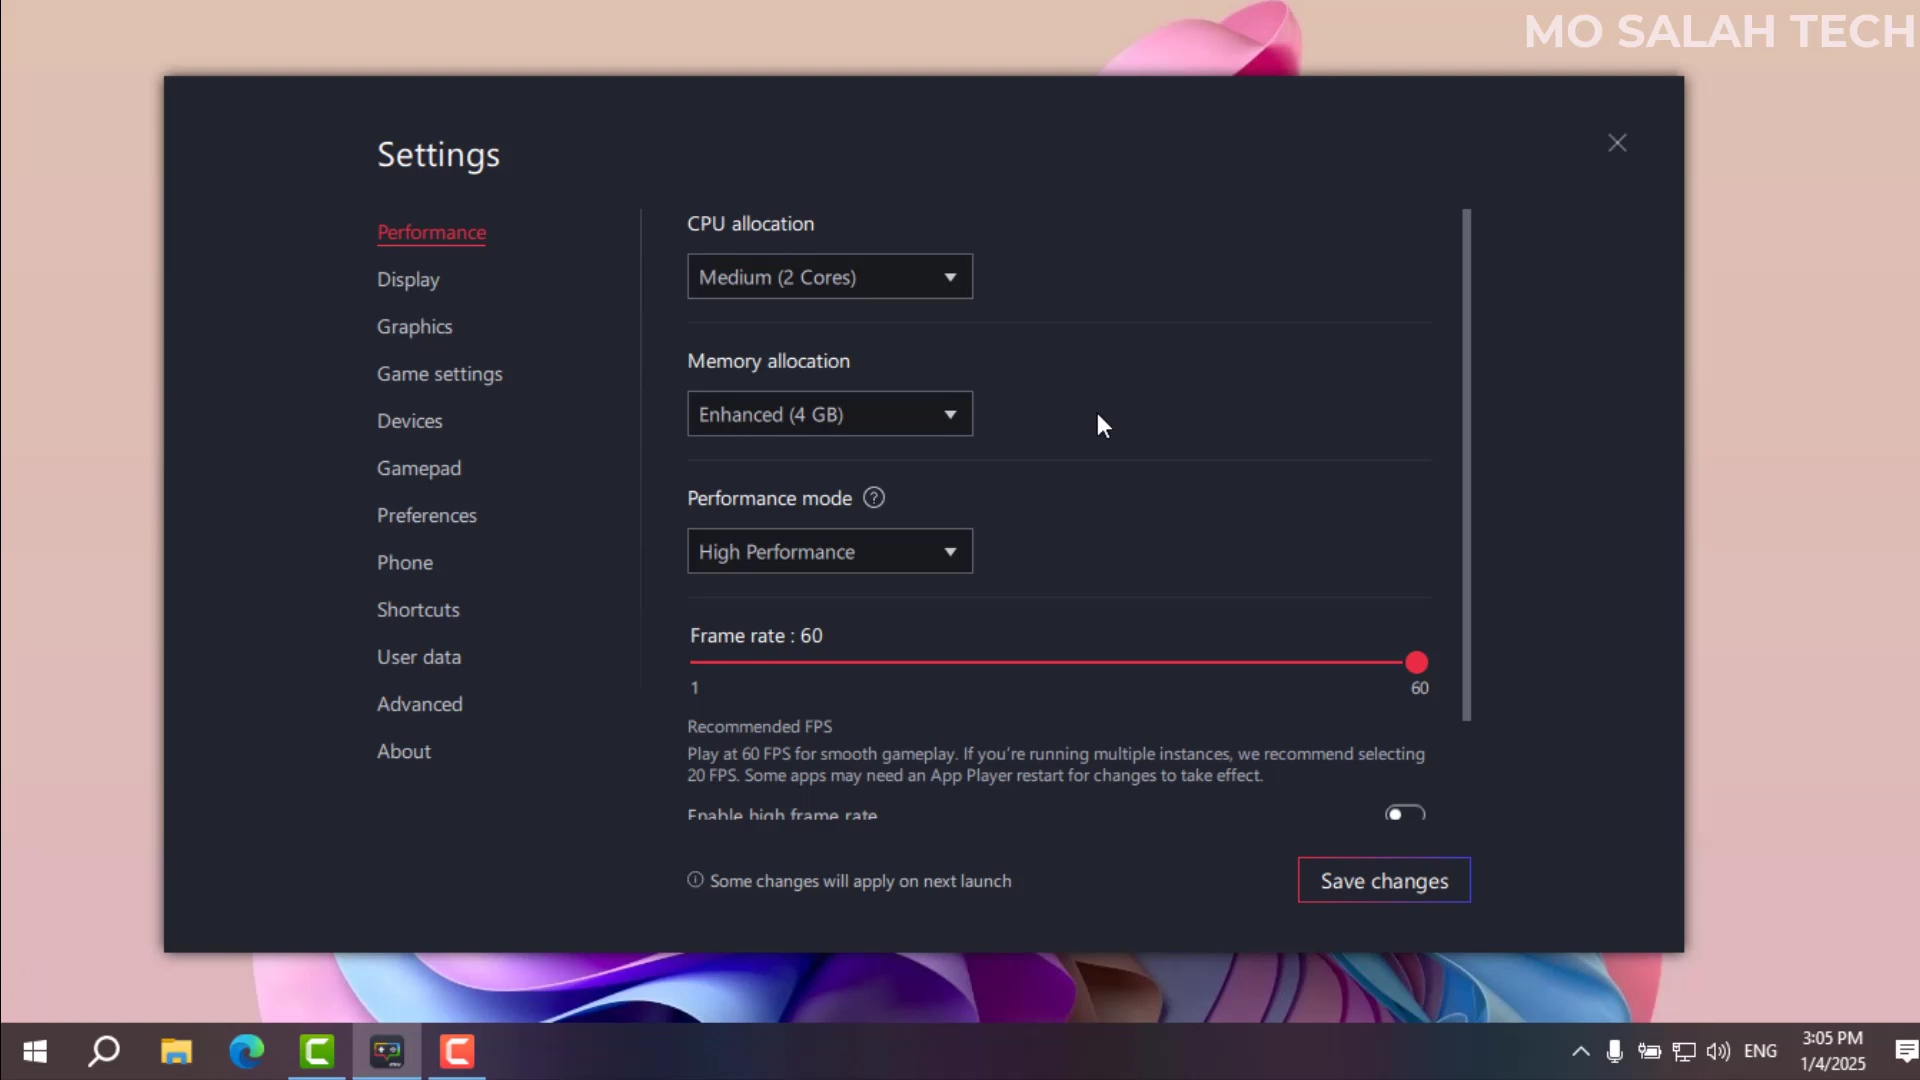 MO SALAH TECH
Settings
Performance
Display
Graphics
Game settings
Devices
Gamepad
Preferences
Phone
Shortcuts
User data
Advanced
About
CPU allocation
Medium (2 Cores)
Memory allocation
Enhanced (4 GB)
Performance mode ?
High Performance
Frame rate : 60
1 60
Recommended FPS
Play at 60 FPS for smooth gameplay. If you’re running multiple instances, we recommend selecting
20 FPS. Some apps may need an App Player restart for changes to take effect.
Enable high frame rate
Some changes will apply on next launch
Save changes
ENG
3:05 PM
1/4/2025